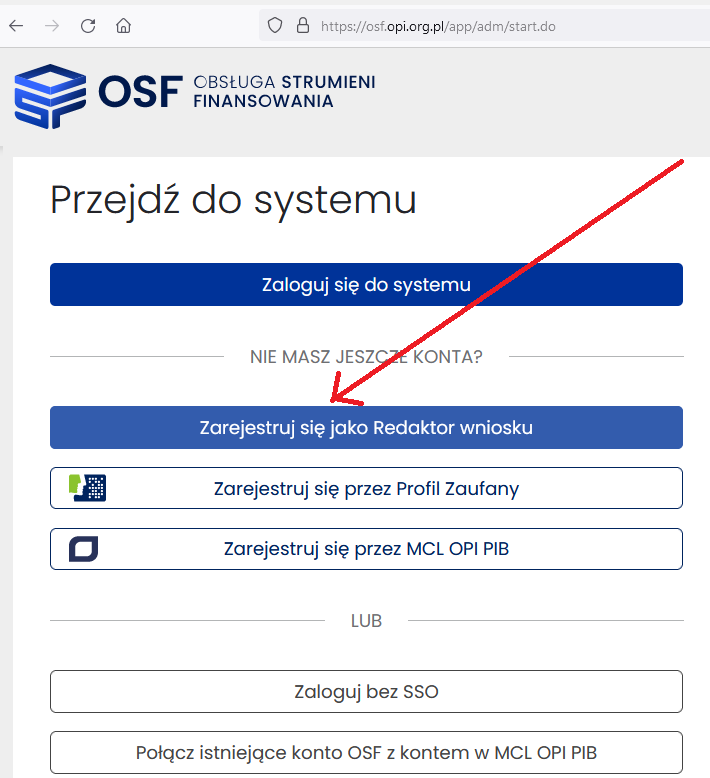 https://osf.opi.org.pl/app/adm/start.do
OSF OBSŁUGA STRUMIENI
FINANSOWANIA
Przejdź do systemu
Zaloguj się do systemu
NIE MASZ JESZCZE KONTA?
Zarejestruj się jako Redaktor wniosku
Zarejestruj się przez Profil Zaufany
Zarejestruj się przez MCL OPI PIB
LUB
Zaloguj bez SSO
Połącz istniejące konto OSF z kontem w MCL OPI PIB